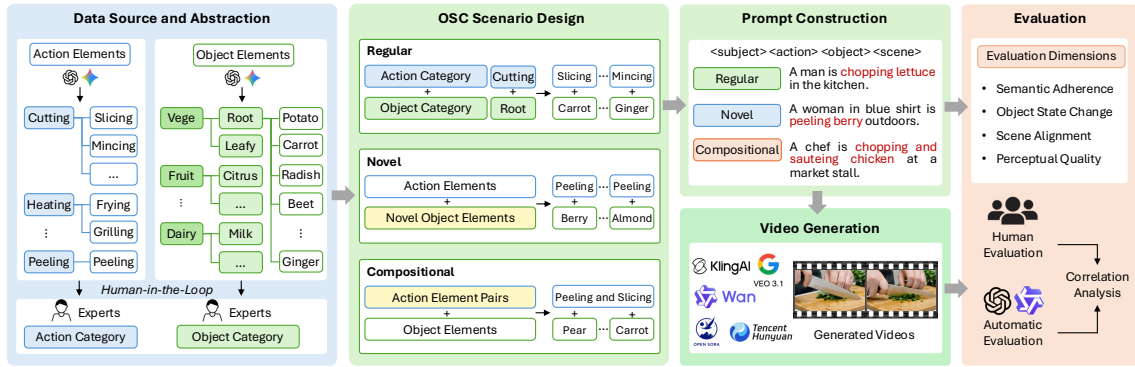 Data Source and Abstraction
Action Elements
Object Elements
Cutting
Slicing
Mincing
...
Heating
Frying
Grilling
⋮
Peeling
Peeling
Vege
Root
Leafy
Fruit
Citrus
...
⋮
Dairy
Milk
...
Potato
Carrot
Radish
Beet
⋮
Ginger
Human-in-the-Loop
Experts
Experts
Action Category
Object Category
OSC Scenario Design
Regular
Action Category
Cutting
+
+
Object Category
Root
Slicing ··· Mincing
+ +
Carrot ··· Ginger
Novel
Action Elements
+
Novel Object Elements
Peeling ··· Peeling
+ +
Berry ··· Almond
Compositional
Action Element Pairs
+
Object Elements
Peeling and Slicing
+ +
Pear ··· Carrot
Prompt Construction
<subject> <action> <object> <scene>
Regular
A man is chopping lettuce
in the kitchen.
Novel
A woman in blue shirt is
peeling berry outdoors.
Compositional
A chef is chopping and
sauteing chicken at a
market stall.
Video Generation
KlingAI
VEO 3.1
Wan
OPEN SORA
Tencent
Hunyuan
Generated Videos
Evaluation
Evaluation Dimensions
• Semantic Adherence
• Object State Change
• Scene Alignment
• Perceptual Quality
Human
Evaluation
Correlation
Analysis
Automatic
Evaluation